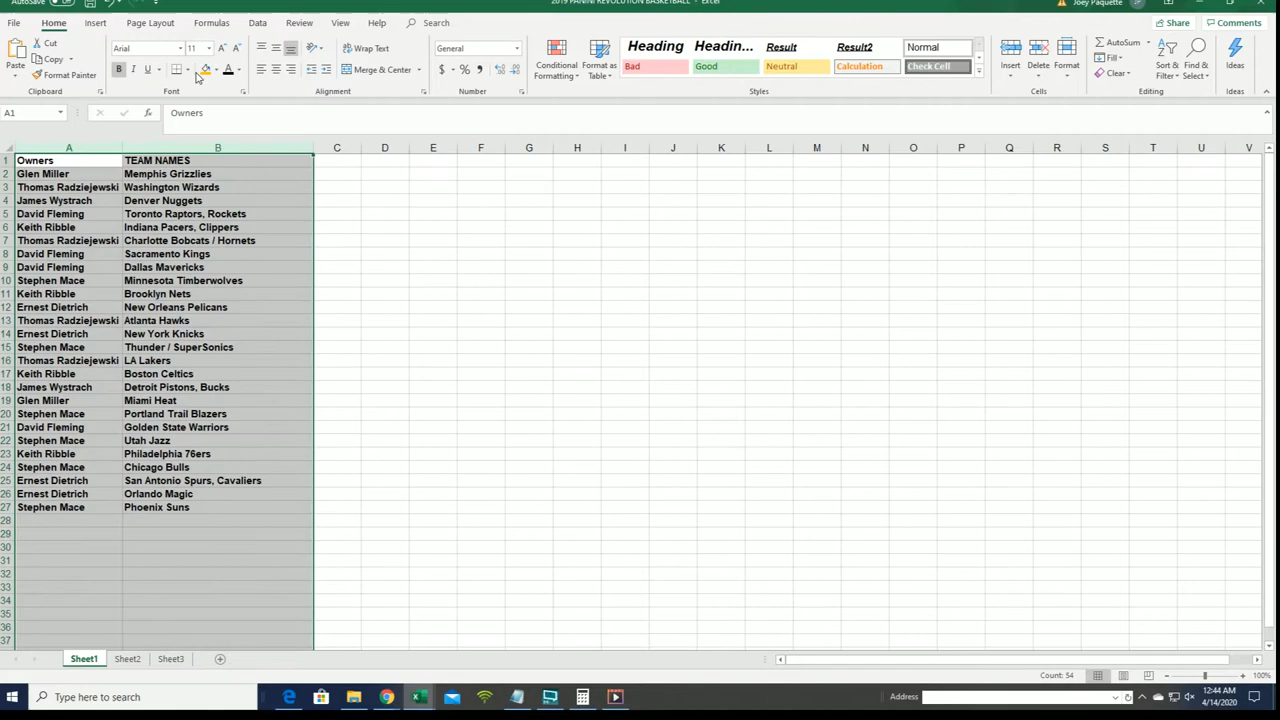 AutoSave Off 2019 PANINI REVOLUTION BASKETBALL - Excel Joey Paquette JP
File Home Insert Page Layout Formulas Data Review View Help Search Share Comments
Paste Cut Copy Format Painter Clipboard
Arial 11 B I U A Font
Wrap Text Merge & Center Alignment
General $ % , Number
Conditional Formatting Format as Table
Heading Headin... Result Result2 Normal
Bad Good Neutral Calculation Check Cell
Styles
Insert Delete Format Cells
AutoSum Fill Clear Sort & Filter Find & Select Editing
Ideas Ideas
A1 fx Owners
A B C D E F G H I J K L M N O P Q R S T U V
1 Owners TEAM NAMES
2 Glen Miller Memphis Grizzlies
3 Thomas Radziejewski Washington Wizards
4 James Wystrach Denver Nuggets
5 David Fleming Toronto Raptors, Rockets
6 Keith Ribble Indiana Pacers, Clippers
7 Thomas Radziejewski Charlotte Bobcats / Hornets
8 David Fleming Sacramento Kings
9 David Fleming Dallas Mavericks
10 Stephen Mace Minnesota Timberwolves
11 Keith Ribble Brooklyn Nets
12 Ernest Dietrich New Orleans Pelicans
13 Thomas Radziejewski Atlanta Hawks
14 Ernest Dietrich New York Knicks
15 Stephen Mace Thunder / SuperSonics
16 Thomas Radziejewski LA Lakers
17 Keith Ribble Boston Celtics
18 James Wystrach Detroit Pistons, Bucks
19 Glen Miller Miami Heat
20 Stephen Mace Portland Trail Blazers
21 David Fleming Golden State Warriors
22 Stephen Mace Utah Jazz
23 Keith Ribble Philadelphia 76ers
24 Stephen Mace Chicago Bulls
25 Ernest Dietrich San Antonio Spurs, Cavaliers
26 Ernest Dietrich Orlando Magic
27 Stephen Mace Phoenix Suns
28
29
30
31
32
33
34
35
36
37
Sheet1 Sheet2 Sheet3
Count: 54 100%
Type here to search Address 12:44 AM
4/14/2020